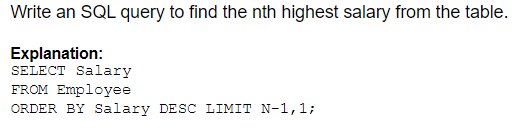 Write an SQL query to find the nth highest salary from the table.
Explanation:
SELECT Salary
FROM Employee
ORDER BY Salary DESC LIMIT N-1,1;